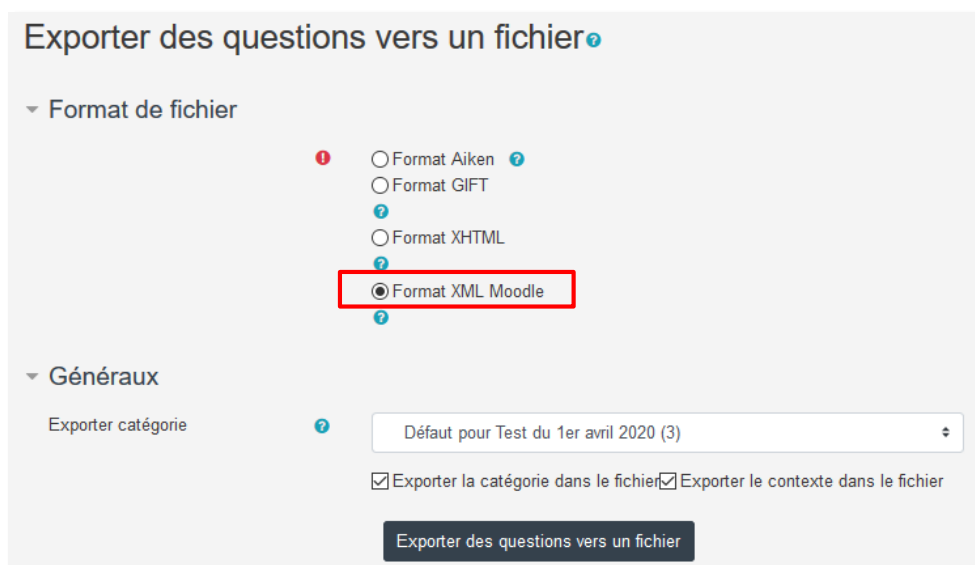 Exporter des questions vers un fichier
Format de fichier
Format Aiken
Format GIFT
Format XHTML
Format XML Moodle
Généraux
Exporter catégorie
Défaut pour Test du 1er avril 2020 (3)
Exporter la catégorie dans le fichier Exporter le contexte dans le fichier
Exporter des questions vers un fichier